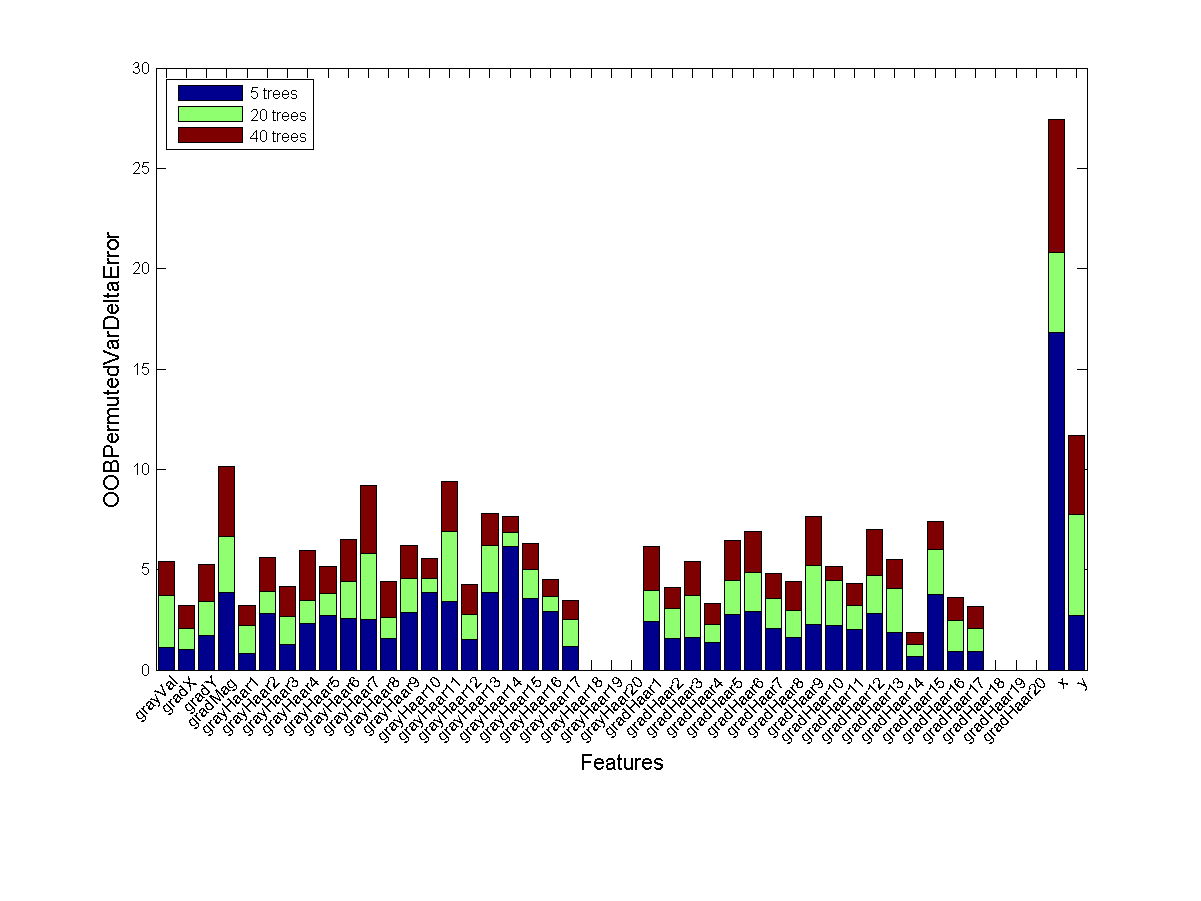 30
25
20
15
10
5
0
5 trees
20 trees
40 trees
OOBPermutedVarDeltaError
grayVal
gradX
gradY
gradMag
grayHaar1
grayHaar2
grayHaar3
grayHaar4
grayHaar5
grayHaar6
grayHaar7
grayHaar8
grayHaar9
grayHaar10
grayHaar11
grayHaar12
grayHaar13
grayHaar14
grayHaar15
grayHaar16
grayHaar17
grayHaar18
grayHaar19
grayHaar20
gradHaar1
gradHaar2
gradHaar3
gradHaar4
gradHaar5
gradHaar6
gradHaar7
gradHaar8
gradHaar9
gradHaar10
gradHaar11
gradHaar12
gradHaar13
gradHaar14
gradHaar15
gradHaar16
gradHaar17
gradHaar18
gradHaar19
gradHaar20
x
y
Features